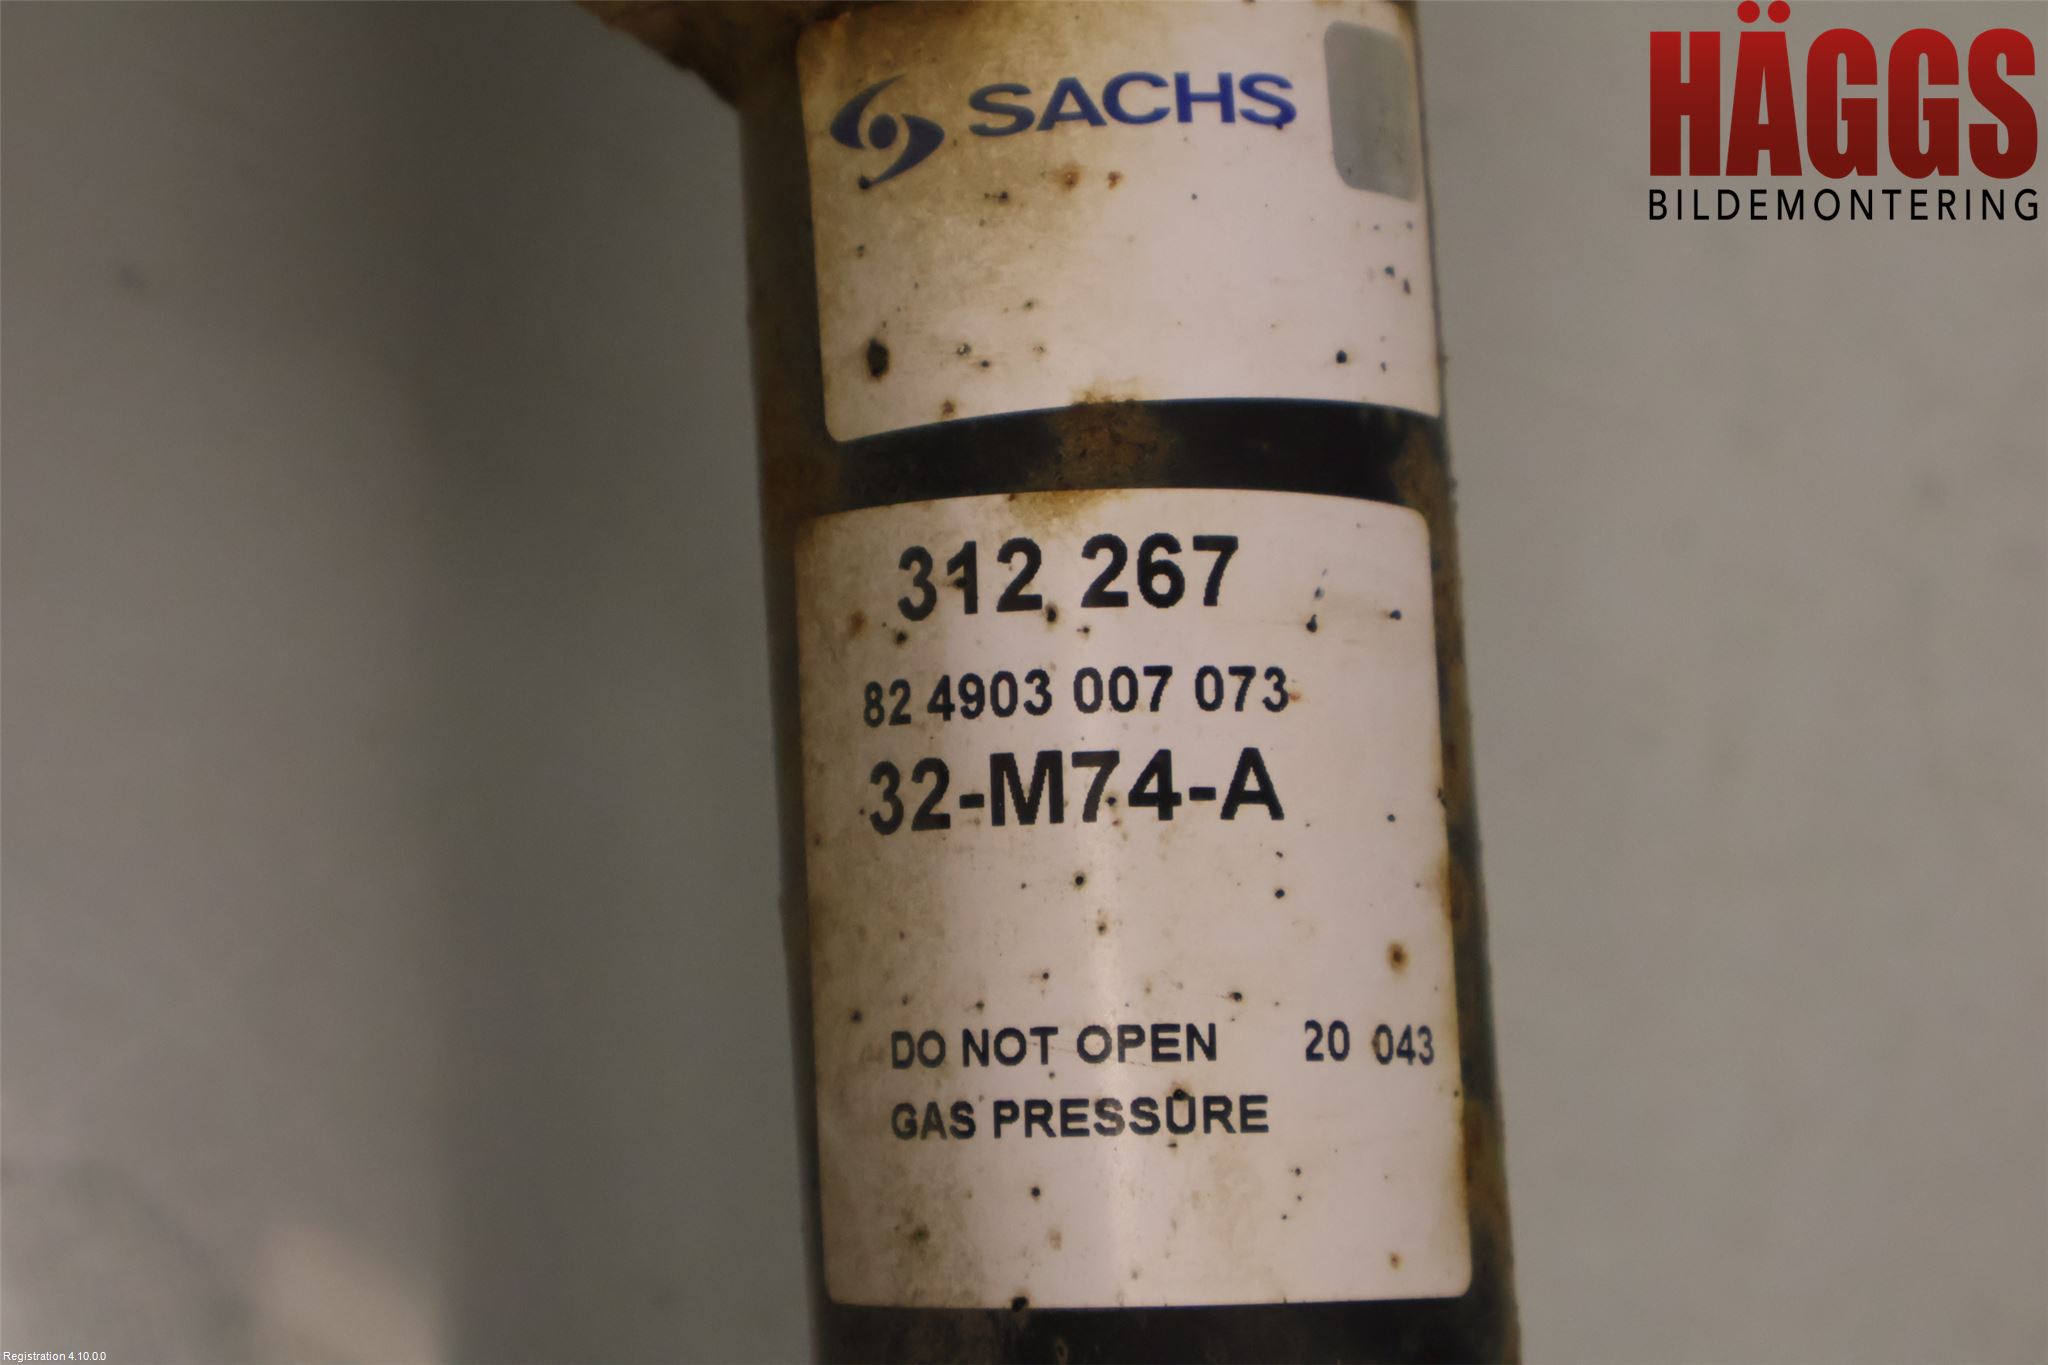 HÄGGS
BILDEMONTERING
SACHS
312 267
82 4903 007 073
32-M74-A
DO NOT OPEN 20 043
GAS PRESSURE
Registration 4.10.0.0